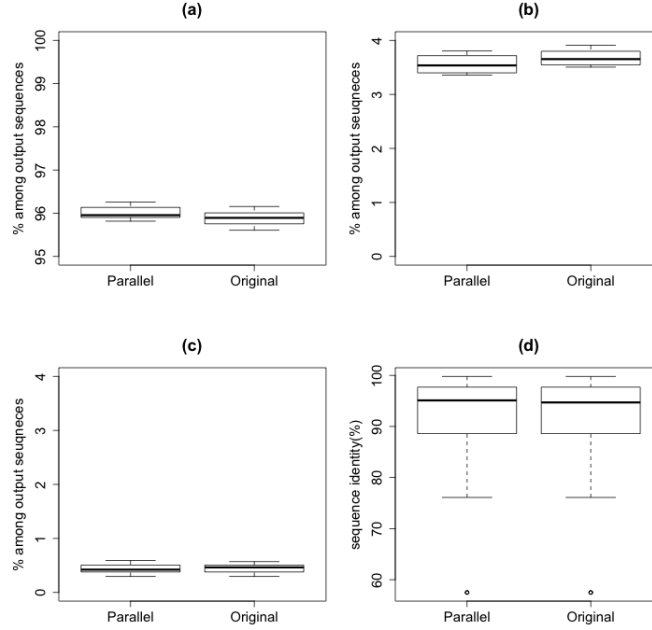 (a)
% among output sequences
100
99
98
97
96
95
Parallel
Original
(b)
% among output seuqneces
4
3
2
1
0
Parallel
Original
(c)
% among output seuqneces
4
3
2
1
0
Parallel
Original
(d)
sequence identity(%)
100
90
80
70
60
Parallel
Original